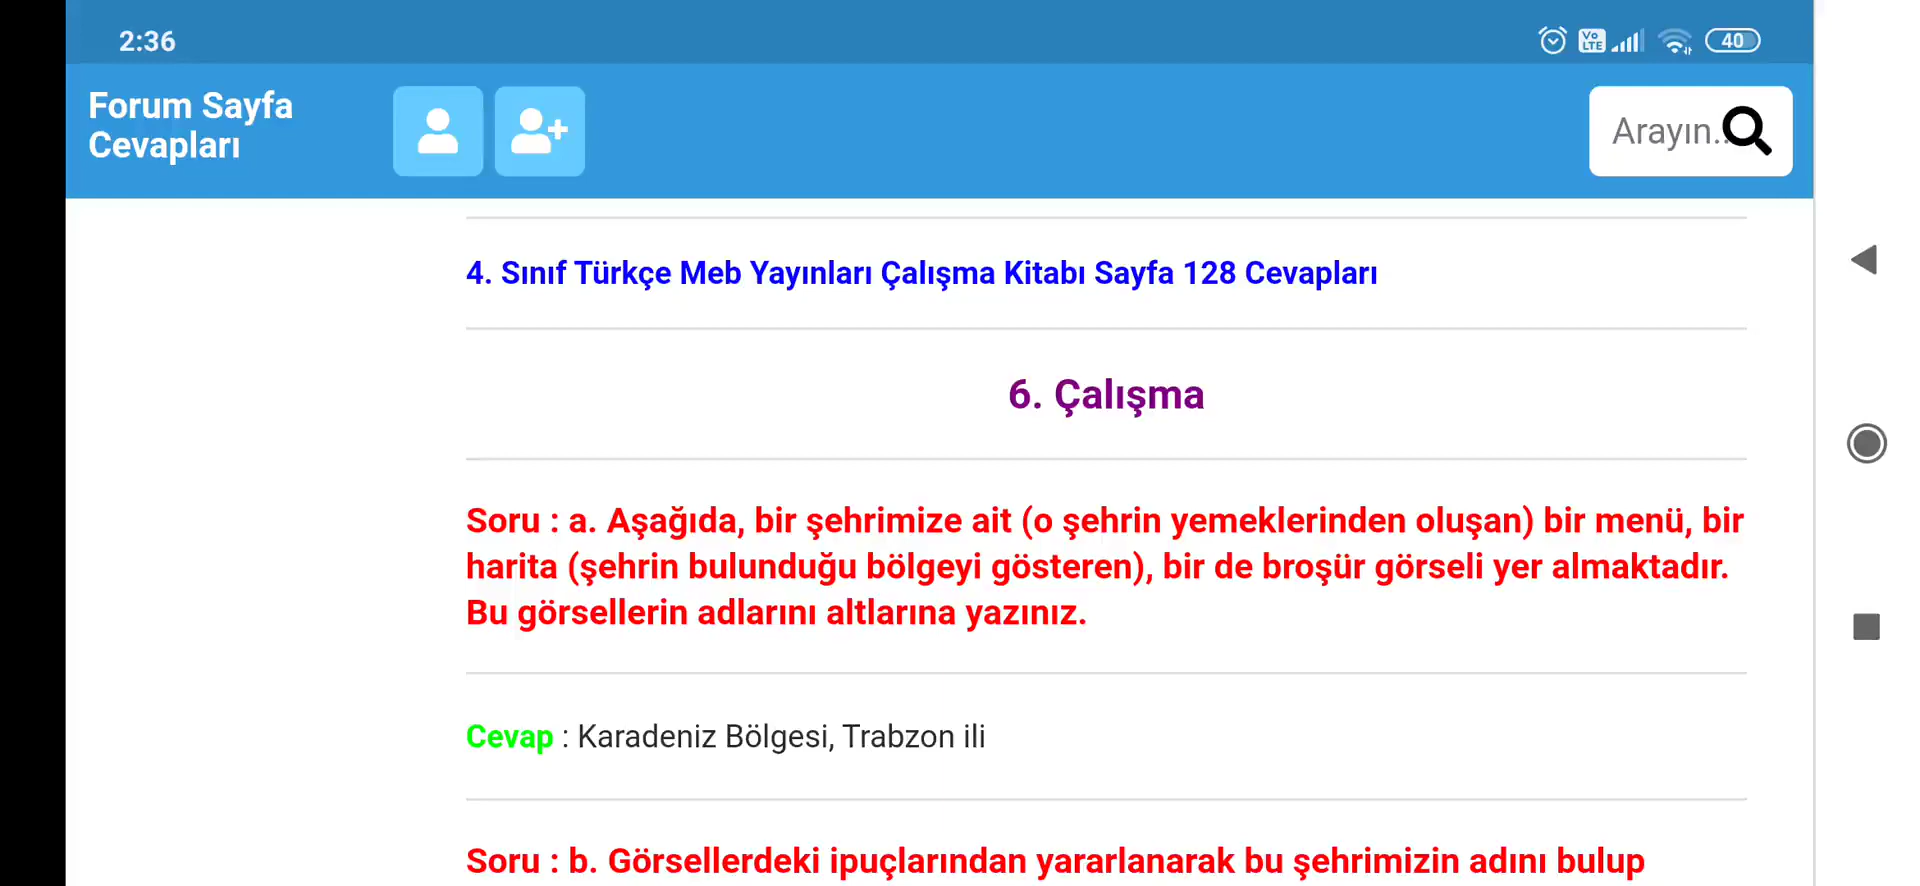 2:36
Vo LTE
40
Forum Sayfa
Cevapları
Arayın..
4. Sınıf Türkçe Meb Yayınları Çalışma Kitabı Sayfa 128 Cevapları
6. Çalışma
Soru : a. Aşağıda, bir şehrimize ait (o şehrin yemeklerinden oluşan) bir menü, bir
harita (şehrin bulunduğu bölgeyi gösteren), bir de broşür görseli yer almaktadır.
Bu görsellerin adlarını altlarına yazınız.
Cevap : Karadeniz Bölgesi, Trabzon ili
Soru : b. Görsellerdeki ipuçlarından yararlanarak bu şehrimizin adını bulup